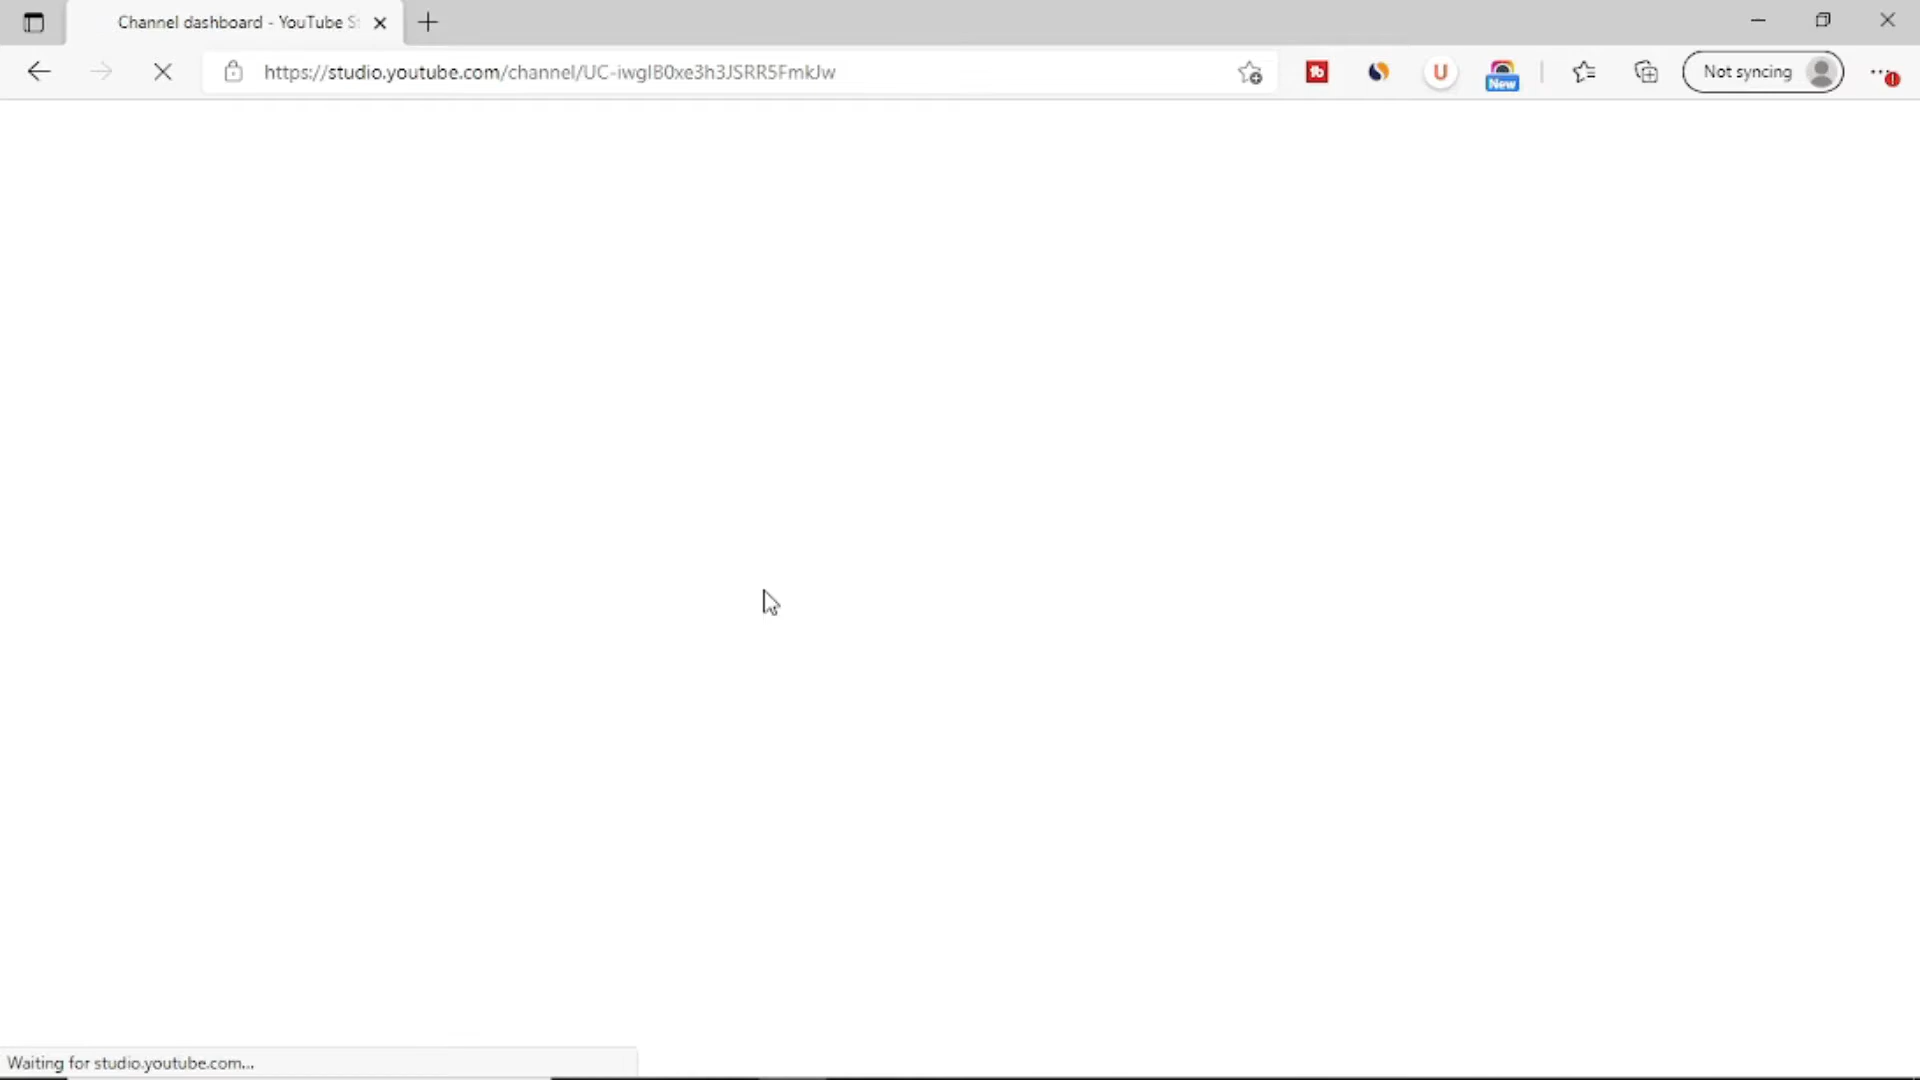 Channel dashboard - YouTube S
https://studio.youtube.com/channel/UC-iwglB0xe3h3JSRR5FmkJw
U
New
Not syncing
Waiting for studio.youtube.com...